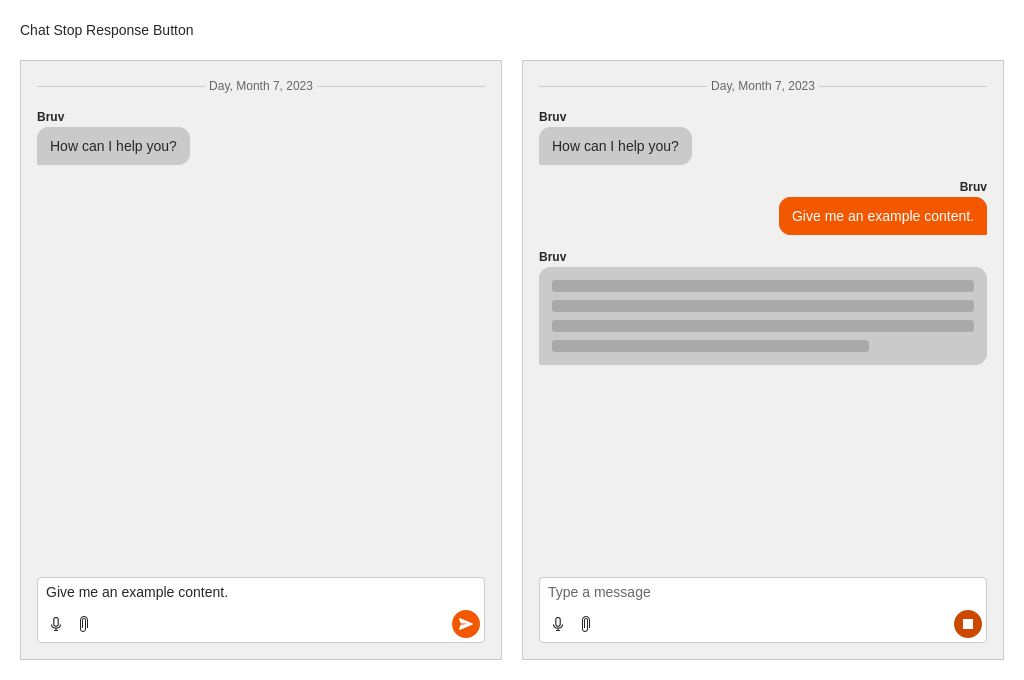 Chat Stop Response Button
Day, Month 7, 2023
Bruv
How can I help you?
Give me an example content.
Day, Month 7, 2023
Bruv
How can I help you?
Bruv
Give me an example content.
Bruv
Type a message